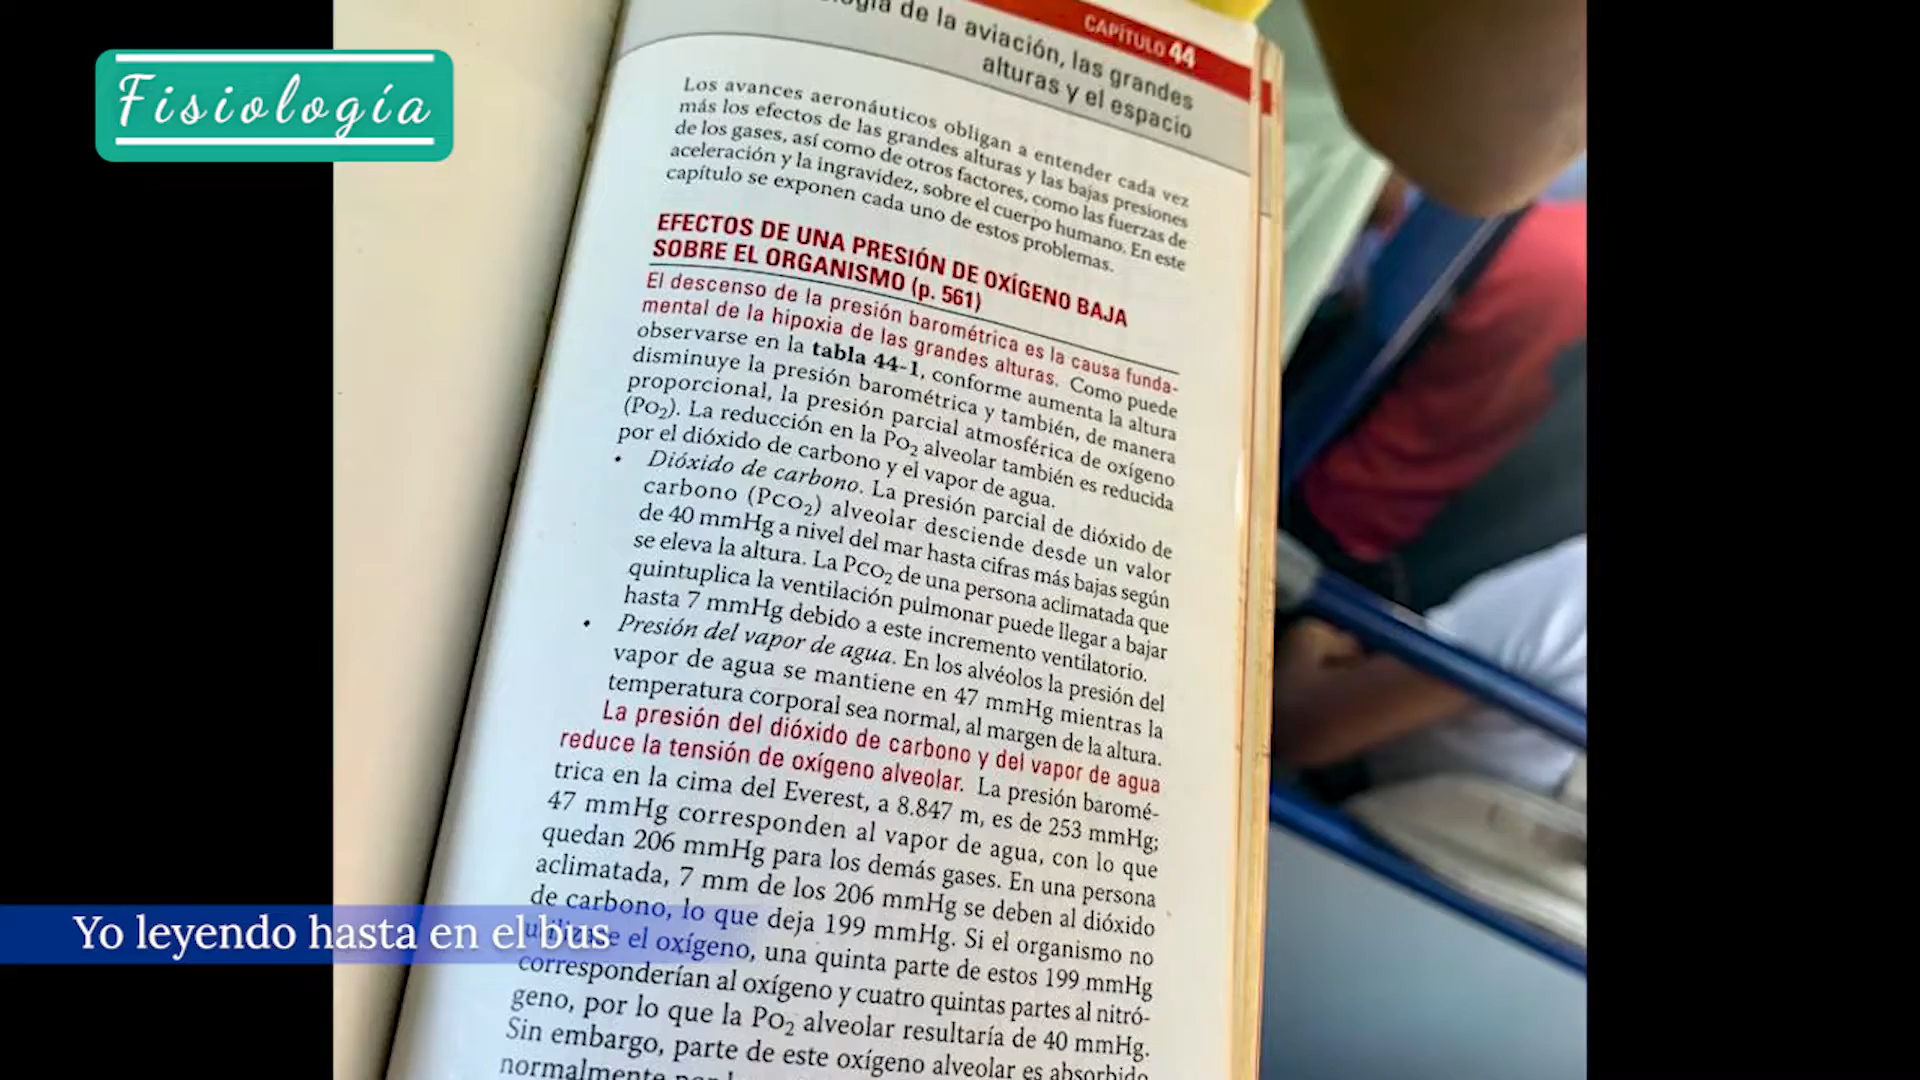 Fisiología
CAPÍTULO 44
de la aviación, las grandes
alturas y el espacio
Los avances aeronáuticos obligan a entender cada vez
más los efectos de las grandes alturas y las bajas presiones
de los gases, así como de otros factores, como las fuerzas de
aceleración y la ingravidez, sobre el cuerpo humano. En este
capítulo se exponen cada uno de estos problemas.
EFECTOS DE UNA PRESIÓN DE OXÍGENO BAJA
SOBRE EL ORGANISMO (p. 561)
El descenso de la presión barométrica es la causa funda-
mental de la hipoxia de las grandes alturas. Como puede
observarse en la tabla 44-1, conforme aumenta la altura
disminuye la presión barométrica y también, de manera
proporcional, la presión parcial atmosférica de oxígeno
(PO₂). La reducción en la PO₂ alveolar también es reducida
por el dióxido de carbono y el vapor de agua.
• Dióxido de carbono. La presión parcial de dióxido de
carbono (PCO₂) alveolar desciende desde un valor
de 40 mmHg a nivel del mar hasta cifras más bajas según
se eleva la altura. La PCO₂ de una persona aclimatada que
quintuplica la ventilación pulmonar puede llegar a bajar
hasta 7 mmHg debido a este incremento ventilatorio.
• Presión del vapor de agua. En los alvéolos la presión del
vapor de agua se mantiene en 47 mmHg mientras la
temperatura corporal sea normal, al margen de la altura.
La presión del dióxido de carbono y del vapor de agua
reduce la tensión de oxígeno alveolar. La presión baromé-
trica en la cima del Everest, a 8.847 m, es de 253 mmHg;
47 mmHg corresponden al vapor de agua, con lo que
quedan 206 mmHg para los demás gases. En una persona
aclimatada, 7 mm de los 206 mmHg se deben al dióxido
de carbono, lo que deja 199 mmHg. Si el organismo no
el oxígeno, una quinta parte de estos 199 mmHg
corresponderían al oxígeno y cuatro quintas partes al nitró-
geno, por lo que la PO₂ alveolar resultaría de 40 mmHg.
Sin embargo, parte de este oxígeno alveolar es absorbido
normalmente
Yo leyendo hasta en el bus